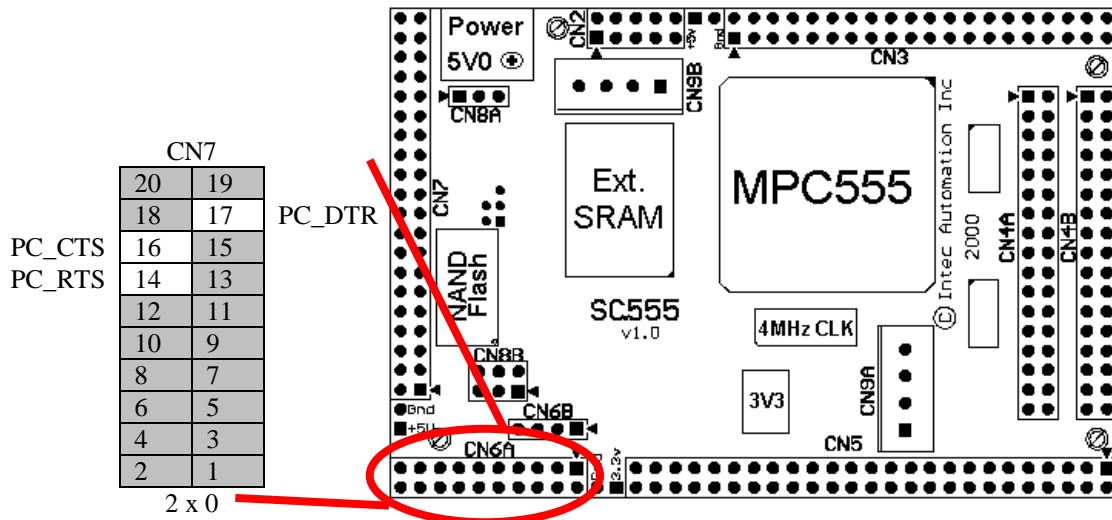 CN7
20 19
18 17 PC_DTR
PC_CTS 16 15
PC_RTS 14 13
12 11
10 9
8 7
6 5
4 3
2 1
2 x 0
Power
5V0
CN2
+5v
Gnd
CN3
CN8A
CN9B
CN7
Ext.
SRAM
MPC555
© Intec Automation Inc
2000
CN4A
CN4B
NAND
Flash
SC555
v1.0
4MHz CLK
CN8B
3V3
CN9A
Gnd
+5V
CN6B
CN6A
CN5
3.3v